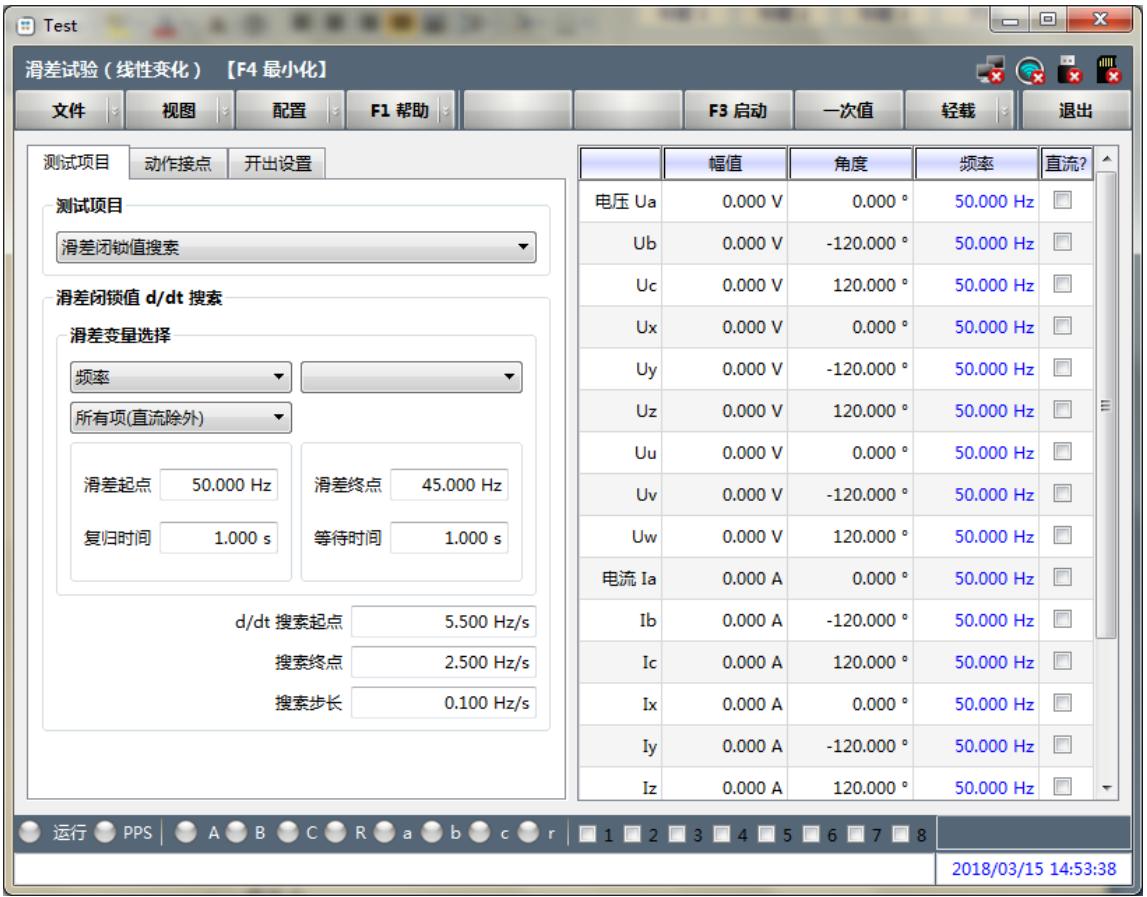 Test
滑差试验（线性变化） 【F4 最小化】
文件 视图 配置 F1 帮助 F3 启动 一次值 轻载 退出
测试项目 动作接点 开出设置
测试项目
滑差闭锁值搜索
滑差闭锁值 d/dt 搜索
滑差变量选择
频率
所有项(直流除外)
滑差起点 50.000 Hz 滑差终点 45.000 Hz
复归时间 1.000 s 等待时间 1.000 s
d/dt 搜索起点 5.500 Hz/s
搜索终点 2.500 Hz/s
搜索步长 0.100 Hz/s
幅值 角度 频率 直流?
电压 Ua 0.000 V 0.000 ° 50.000 Hz
Ub 0.000 V -120.000 ° 50.000 Hz
Uc 0.000 V 120.000 ° 50.000 Hz
Ux 0.000 V 0.000 ° 50.000 Hz
Uy 0.000 V -120.000 ° 50.000 Hz
Uz 0.000 V 120.000 ° 50.000 Hz
Uu 0.000 V 0.000 ° 50.000 Hz
Uv 0.000 V -120.000 ° 50.000 Hz
Uw 0.000 V 120.000 ° 50.000 Hz
电流 Ia 0.000 A 0.000 ° 50.000 Hz
Ib 0.000 A -120.000 ° 50.000 Hz
Ic 0.000 A 120.000 ° 50.000 Hz
Ix 0.000 A 0.000 ° 50.000 Hz
Iy 0.000 A -120.000 ° 50.000 Hz
Iz 0.000 A 120.000 ° 50.000 Hz
运行 PPS A B C R a b c r 1 2 3 4 5 6 7 8
2018/03/15 14:53:38